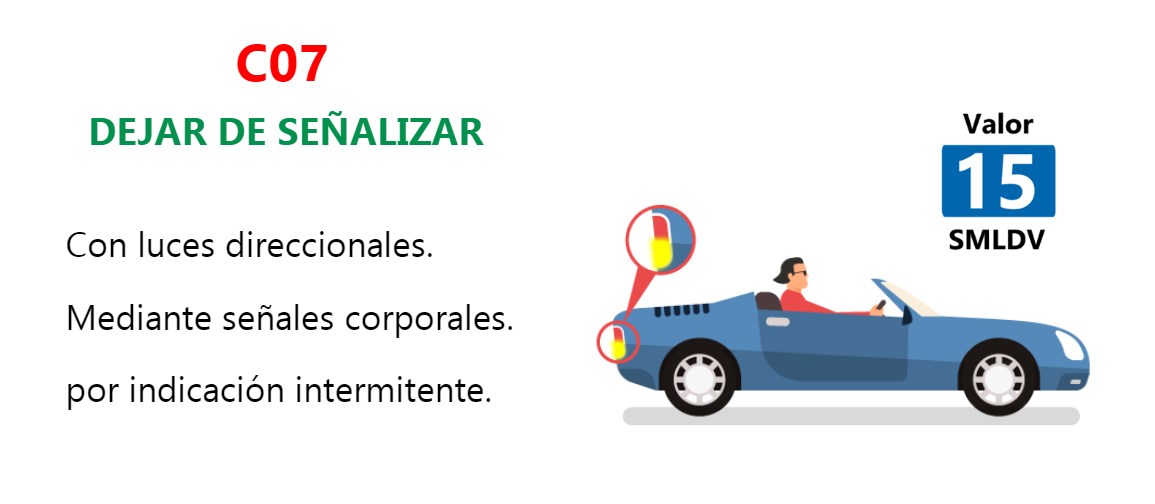 C07
DEJAR DE SEÑALIZAR
Con luces direccionales.
Mediante señales corporales.
por indicación intermitente.
Valor
15
SMLDV